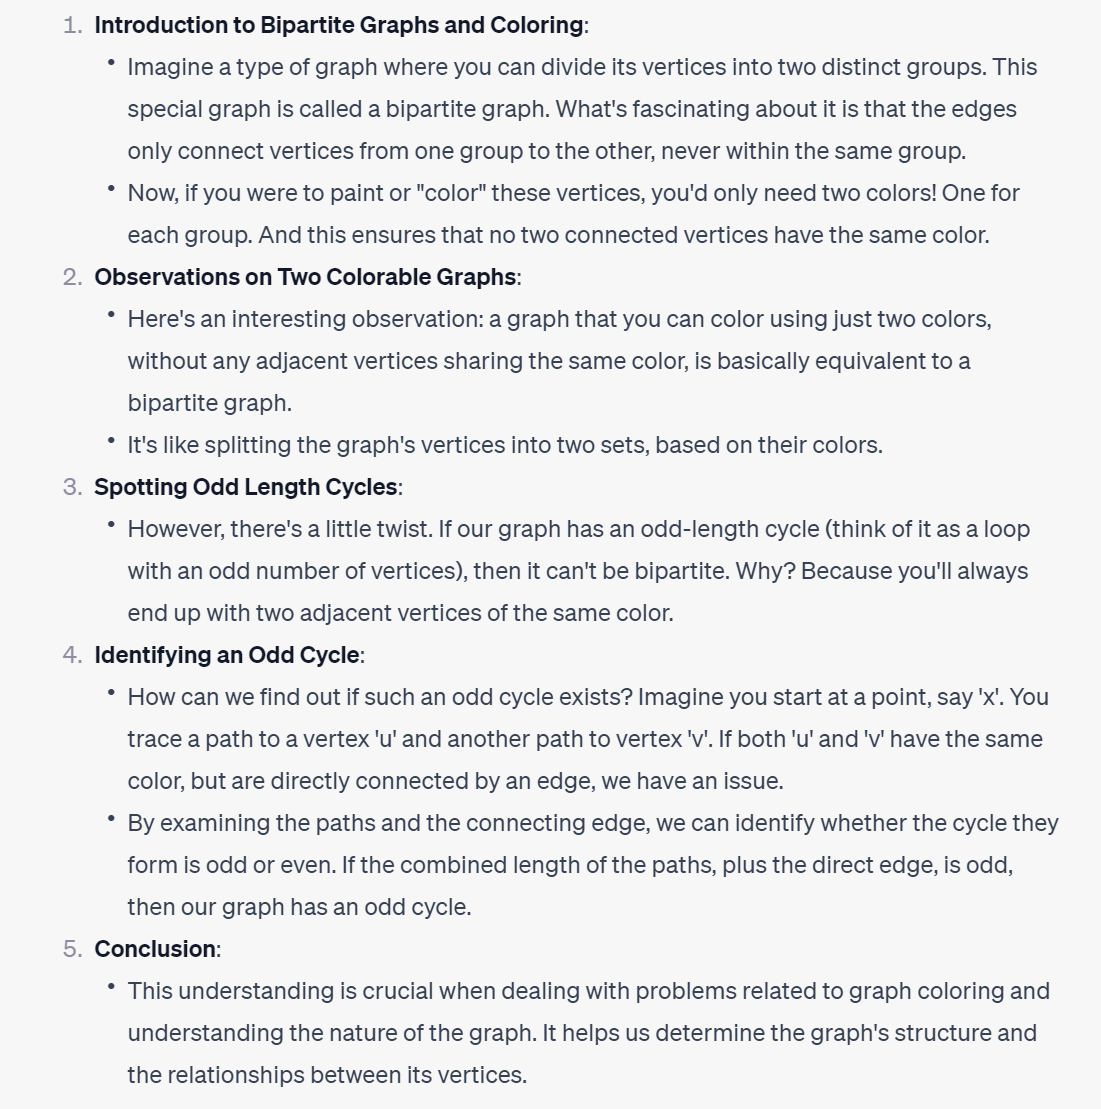 1. Introduction to Bipartite Graphs and Coloring:
• Imagine a type of graph where you can divide its vertices into two distinct groups. This
special graph is called a bipartite graph. What's fascinating about it is that the edges
only connect vertices from one group to the other, never within the same group.
• Now, if you were to paint or "color" these vertices, you'd only need two colors! One for
each group. And this ensures that no two connected vertices have the same color.
2. Observations on Two Colorable Graphs:
• Here's an interesting observation: a graph that you can color using just two colors,
without any adjacent vertices sharing the same color, is basically equivalent to a
bipartite graph.
• It's like splitting the graph's vertices into two sets, based on their colors.
3. Spotting Odd Length Cycles:
• However, there's a little twist. If our graph has an odd-length cycle (think of it as a loop
with an odd number of vertices), then it can't be bipartite. Why? Because you'll always
end up with two adjacent vertices of the same color.
4. Identifying an Odd Cycle:
• How can we find out if such an odd cycle exists? Imagine you start at a point, say 'x'. You
trace a path to a vertex 'u' and another path to vertex 'v'. If both 'u' and 'v' have the same
color, but are directly connected by an edge, we have an issue.
• By examining the paths and the connecting edge, we can identify whether the cycle they
form is odd or even. If the combined length of the paths, plus the direct edge, is odd,
then our graph has an odd cycle.
5. Conclusion:
• This understanding is crucial when dealing with problems related to graph coloring and
understanding the nature of the graph. It helps us determine the graph's structure and
the relationships between its vertices.